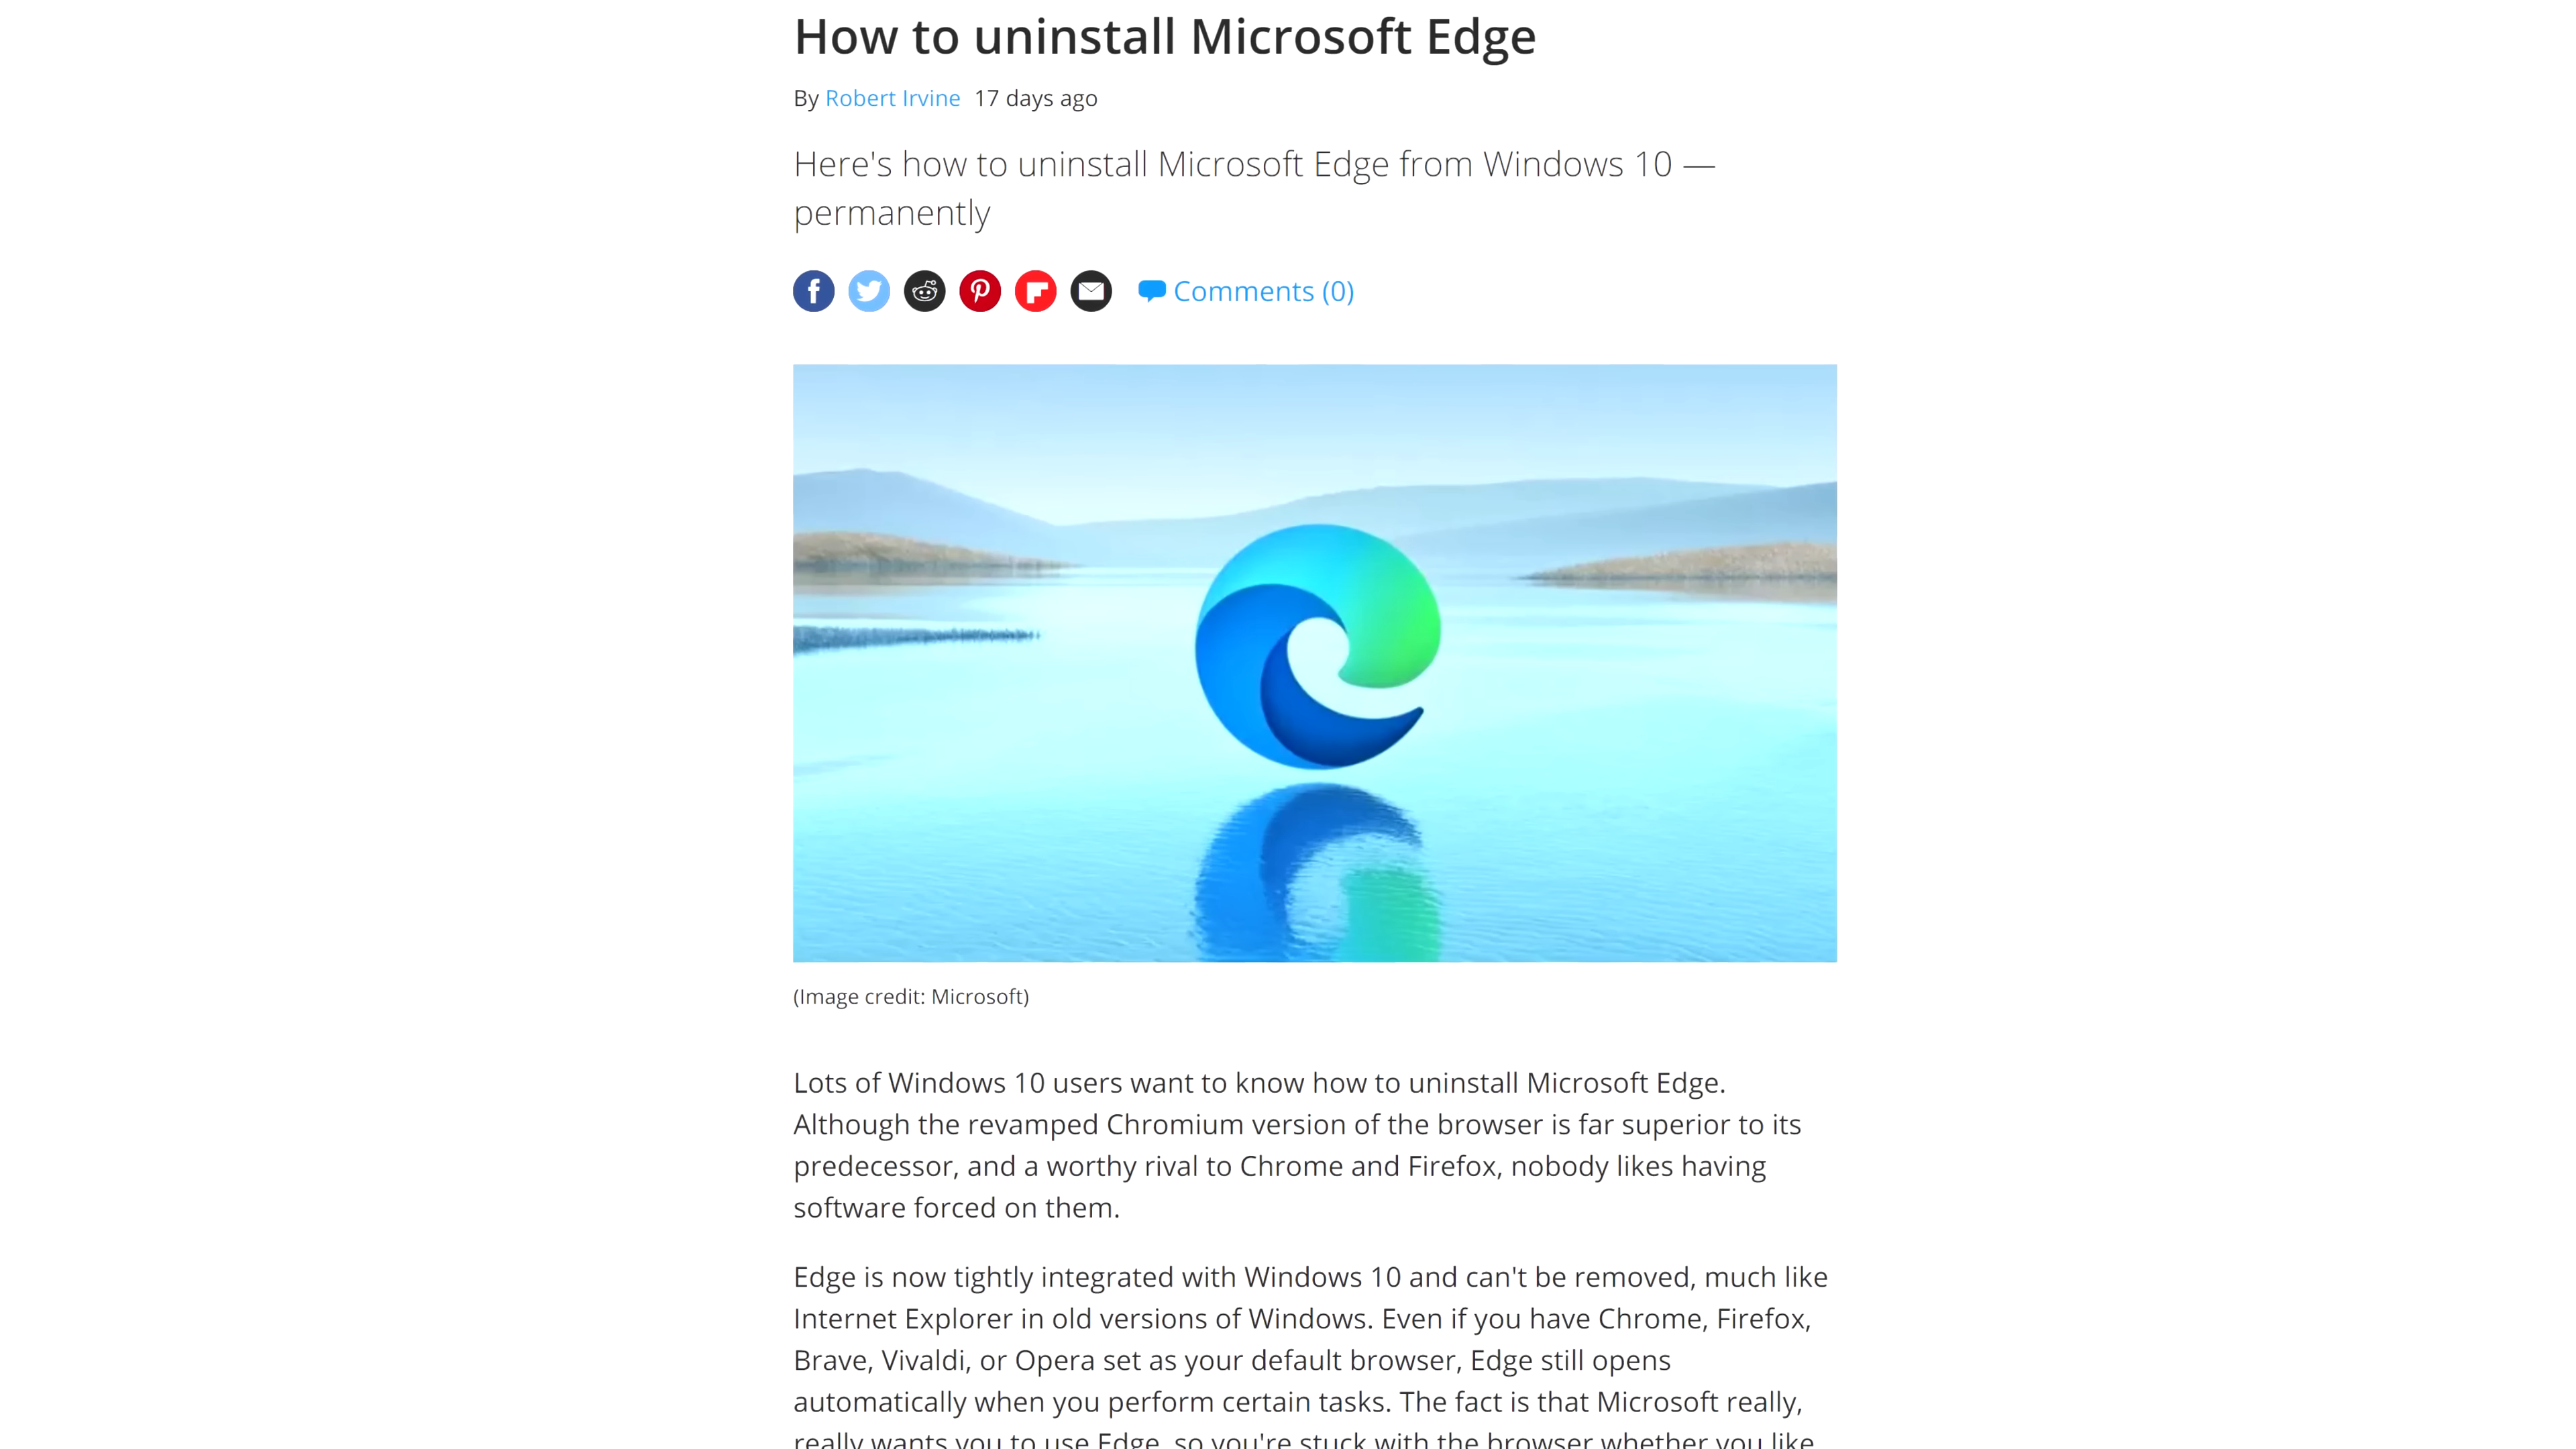 How to uninstall Microsoft Edge
By Robert Irvine 17 days ago
Here's how to uninstall Microsoft Edge from Windows 10 —
permanently
Comments (0)
(Image credit: Microsoft)
Lots of Windows 10 users want to know how to uninstall Microsoft Edge.
Although the revamped Chromium version of the browser is far superior to its
predecessor, and a worthy rival to Chrome and Firefox, nobody likes having
software forced on them.
Edge is now tightly integrated with Windows 10 and can't be removed, much like
Internet Explorer in old versions of Windows. Even if you have Chrome, Firefox,
Brave, Vivaldi, or Opera set as your default browser, Edge still opens
automatically when you perform certain tasks. The fact is that Microsoft really,
really wants you to use Edge, so you're stuck with the browser whether you like